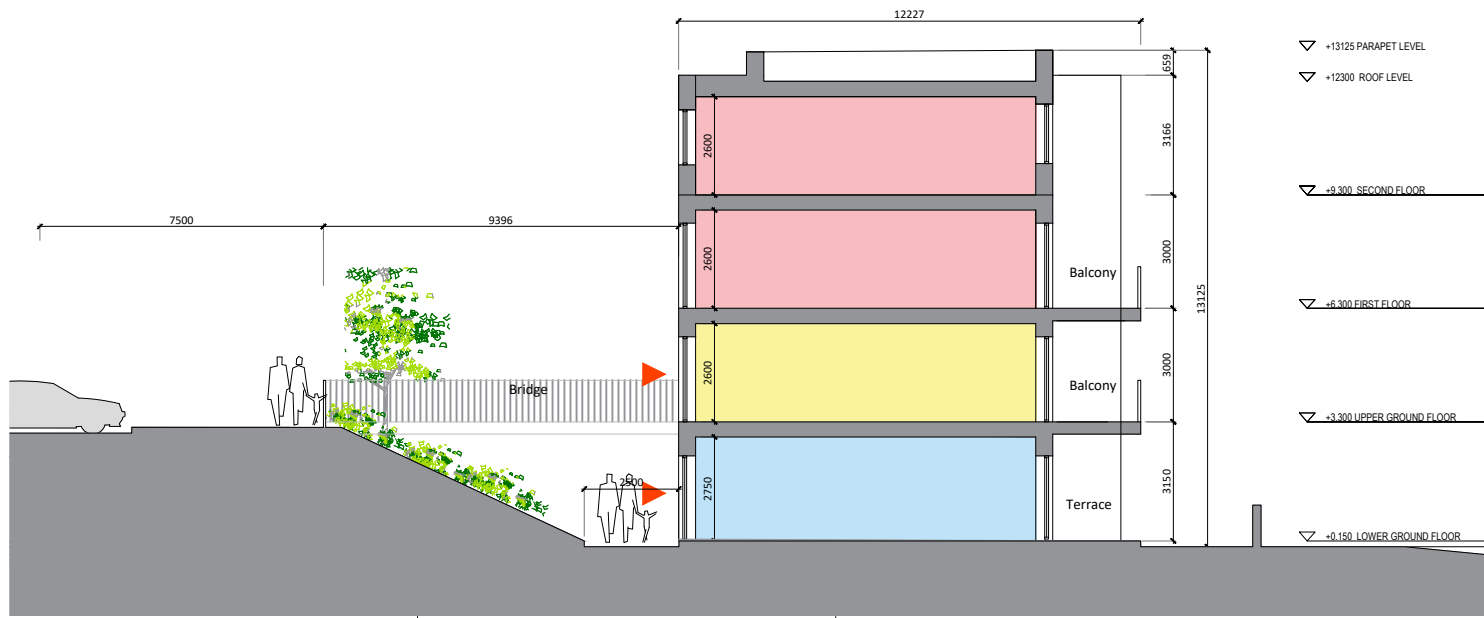 12227
+13125 PARAPET LEVEL
659
+12300 ROOF LEVEL
2600
3166
+9.300 SECOND FLOOR
7500
9396
2600
3000
Balcony
13125
+6.300 FIRST FLOOR
2600
3000
Bridge
Balcony
+3.300 UPPER GROUND FLOOR
2500
2750
3150
Terrace
+0.150 LOWER GROUND FLOOR